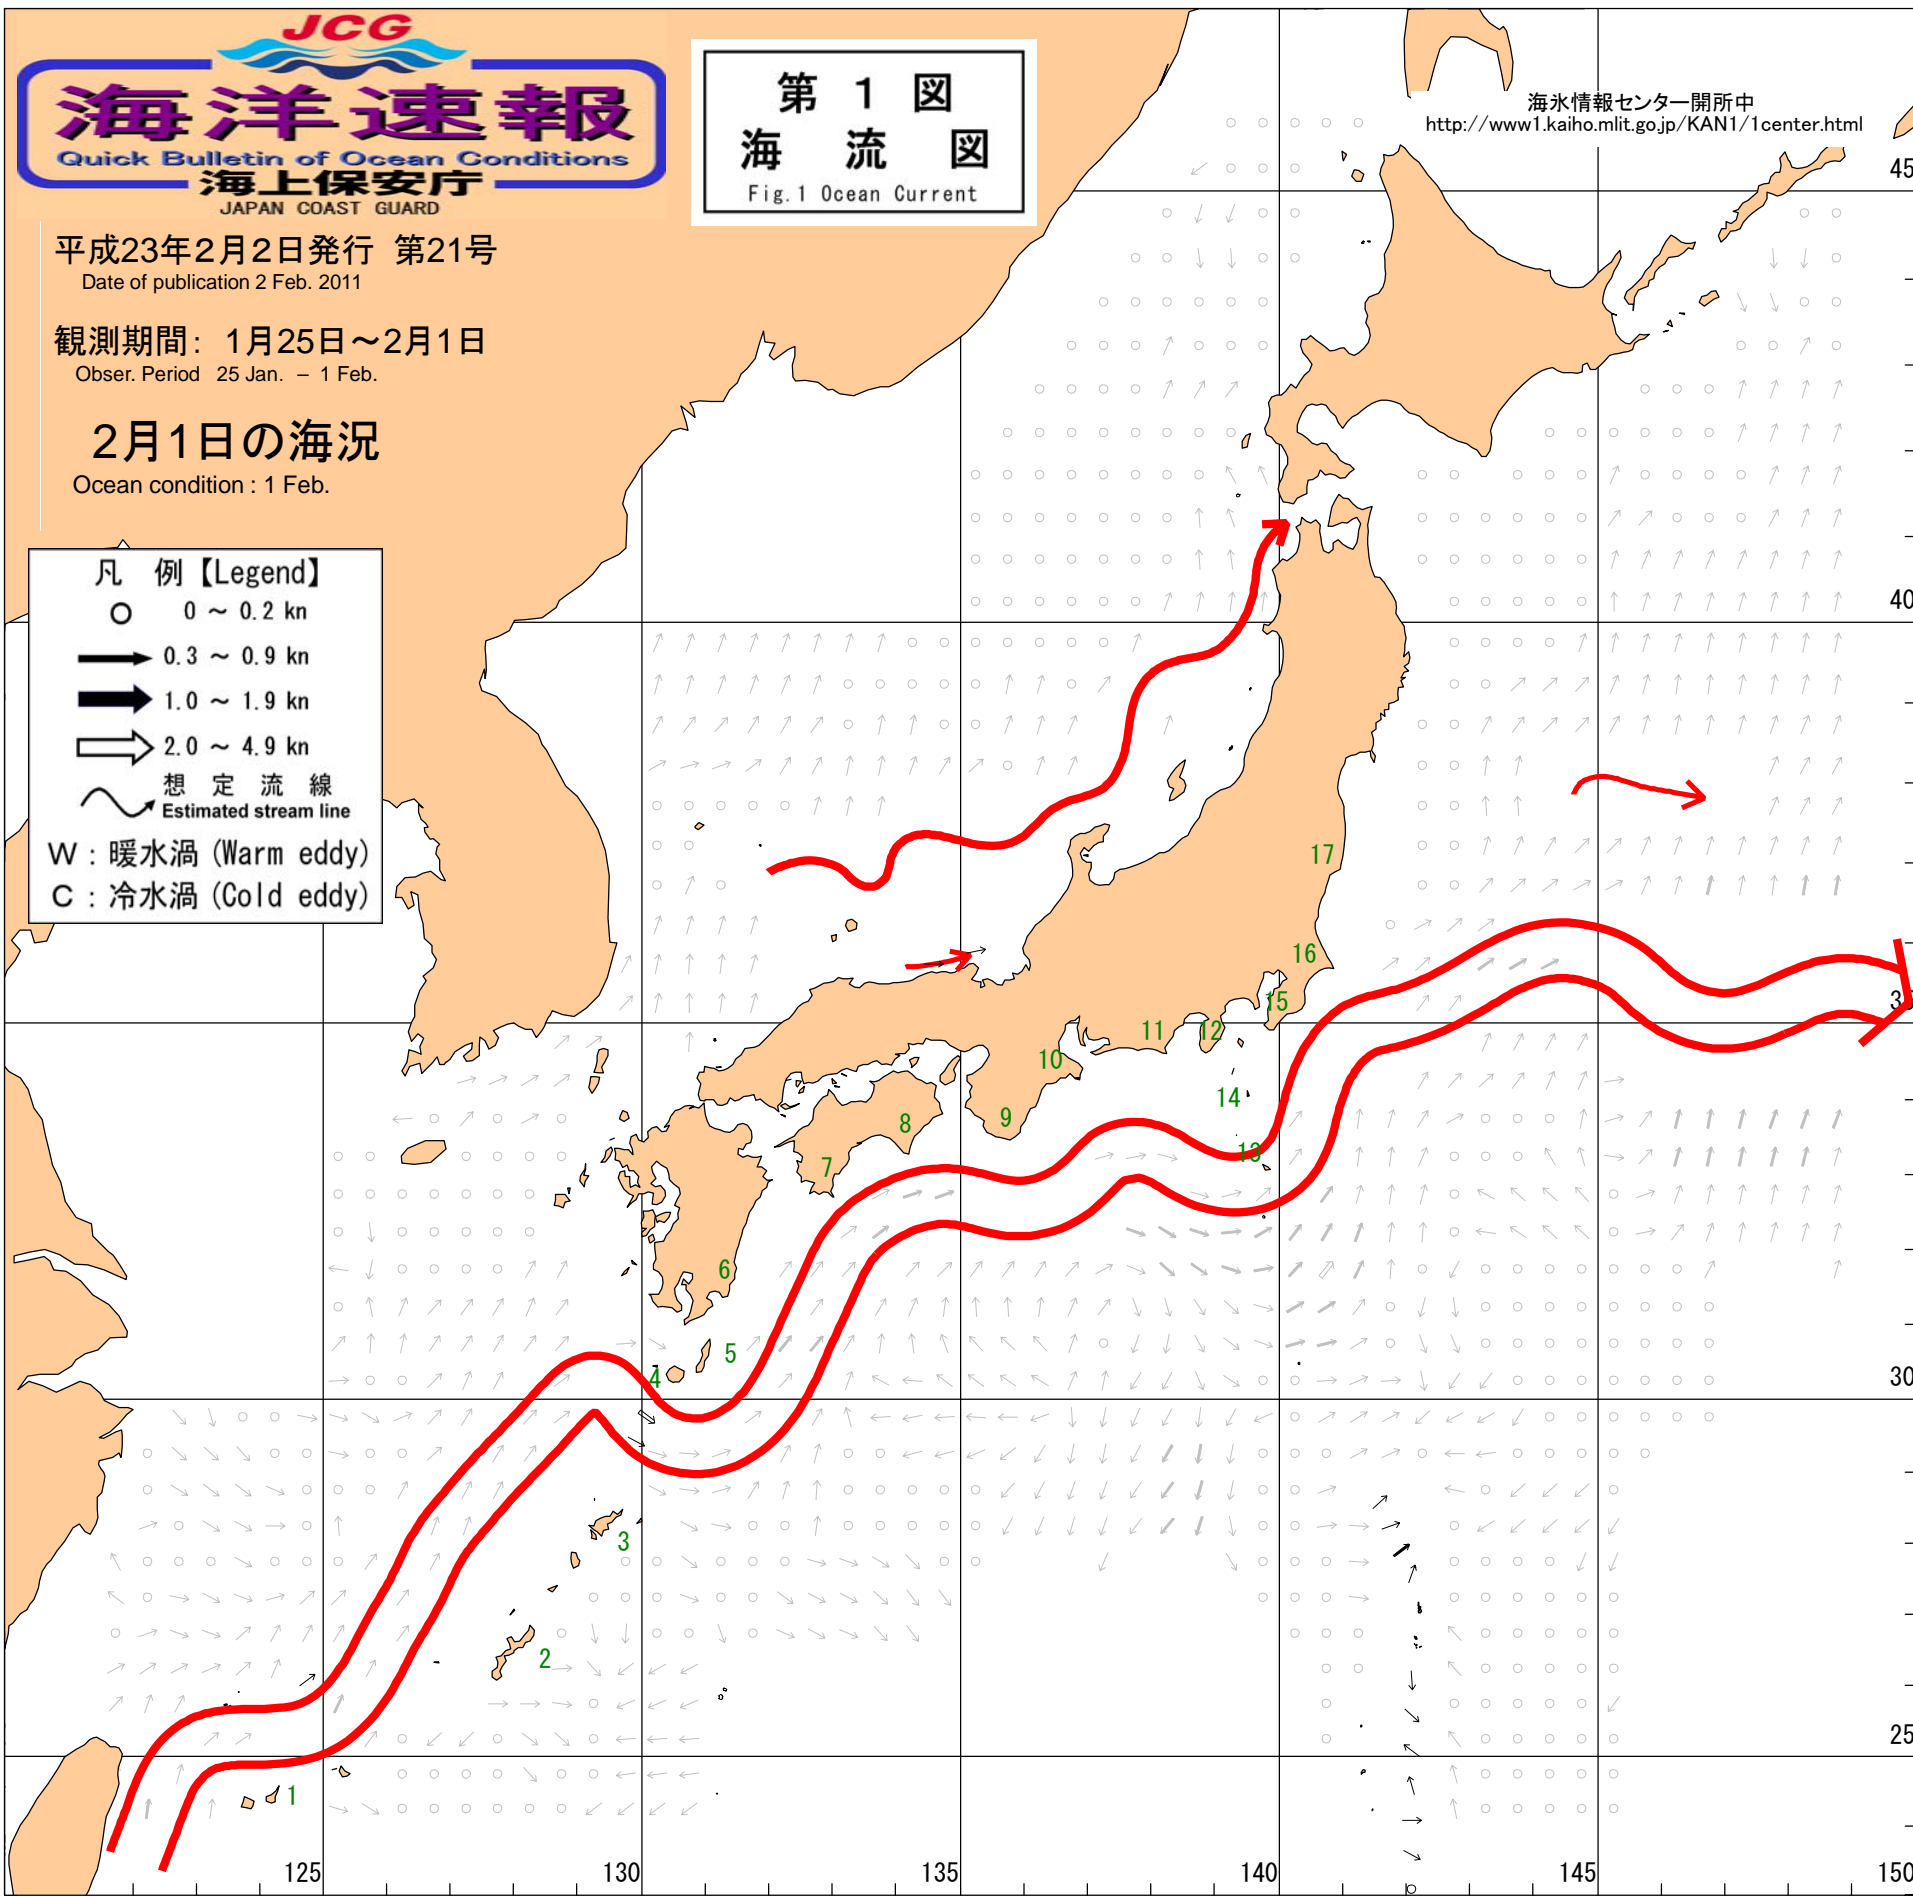 JCG
海洋速報
Quick Bulletin of Ocean Conditions
海上保安庁
JAPAN COAST GUARD
第 1 図
海 流 図
Fig.1 Ocean Current
海氷情報センター開所中
http://www1.kaiho.mlit.go.jp/KAN1/1center.html
平成23年2月2日発行 第21号
Date of publication 2 Feb. 2011
観測期間： 1月25日～2月1日
Obser. Period 25 Jan. – 1 Feb.
2月1日の海況
Ocean condition : 1 Feb.
凡 例【Legend】
0 ～ 0.2 kn
0.3 ～ 0.9 kn
1.0 ～ 1.9 kn
2.0 ～ 4.9 kn
想 定 流 線
Estimated stream line
W : 暖水渦 (Warm eddy)
C : 冷水渦 (Cold eddy)
45
40
35
30
25
17
16
15
12
11
10
14
13
9
8
7
6
5
4
3
2
1
125
130
135
140
145
150